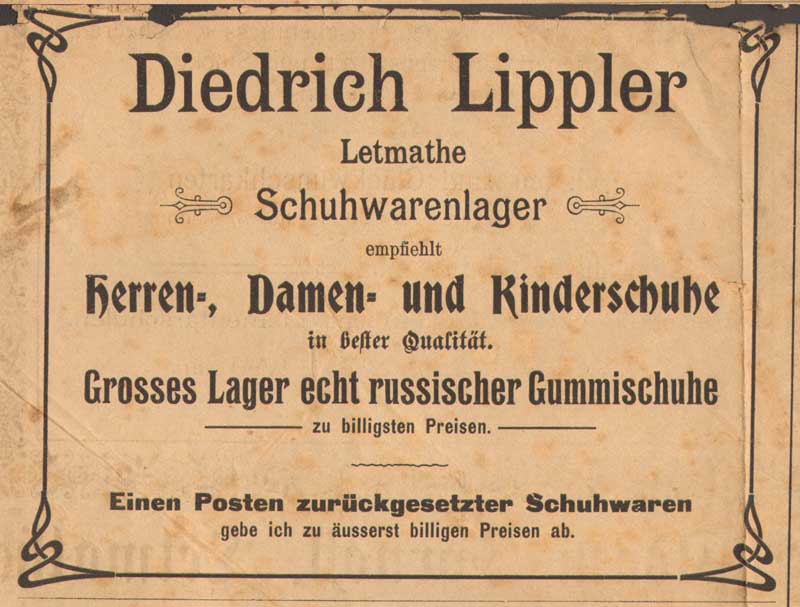 Diedrich Lippler
Letmathe
Schuhwarenlager
empfiehlt
Herren-, Damen- und Kinderschuhe
in bester Qualität.
Grosses Lager echt russischer Gummischuhe
zu billigsten Preisen.
Einen Posten zurückgesetzter Schuhwaren
gebe ich zu äusserst billigen Preisen ab.